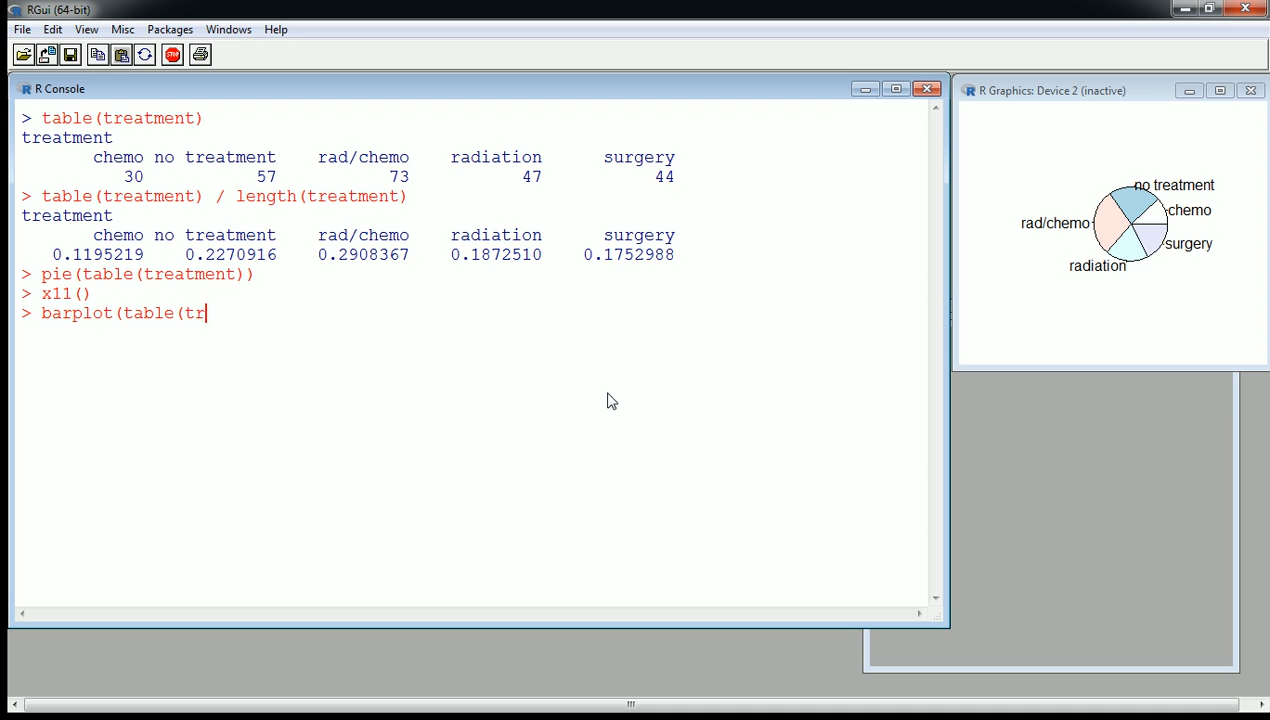 RGui (64-bit)
File Edit View Misc Packages Windows Help
STOP
R Console
> table(treatment)
treatment
chemo no treatment rad/chemo radiation surgery
30 57 73 47 44
> table(treatment) / length(treatment)
treatment
chemo no treatment rad/chemo radiation surgery
0.1195219 0.2270916 0.2908367 0.1872510 0.1752988
> pie(table(treatment))
> x11()
> barplot(table(tr
R Graphics: Device 2 (inactive)
no treatment
chemo
rad/chemo
surgery
radiation